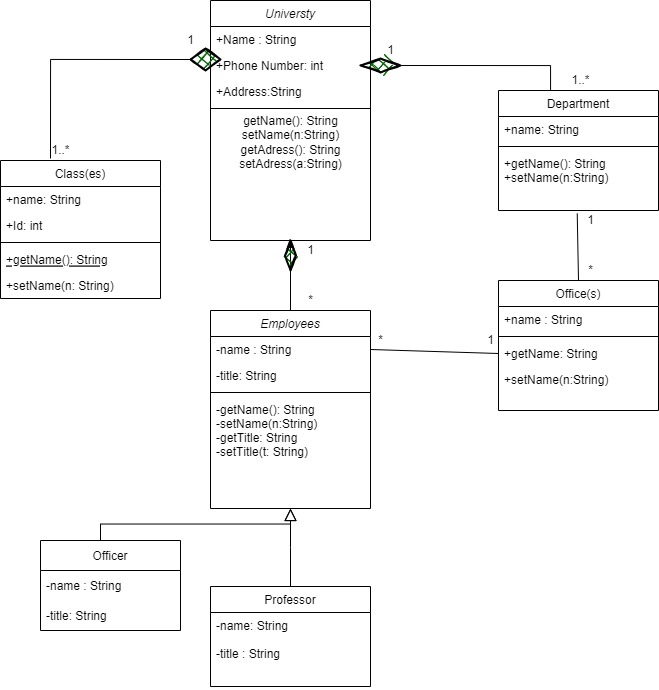 Universty
+Name : String
+Phone Number: int
+Address:String
getName(): String
setName(n:String)
getAdress(): String
setAdress(a:String)
1
1..*
1
1..*
Class(es)
+name: String
+Id: int
+getName(): String
+setName(n: String)
Department
+name: String
+getName(): String
+setName(n:String)
1
*
1
*
Office(s)
+name : String
+getName: String
+setName(n:String)
Employees
-name : String
-title: String
-getName(): String
-setName(n:String)
-getTitle: String
-setTitle(t: String)
*
1
Officer
-name : String
-title: String
Professor
-name: String
-title : String